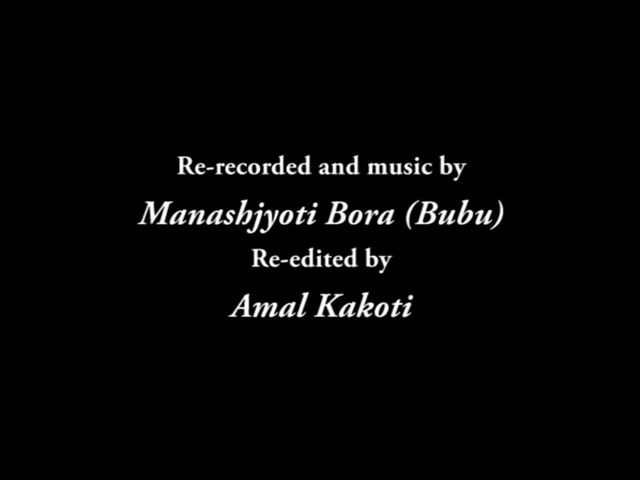 Re-recorded and music by
Manashjyoti Bora (Bubu)
Re-edited by
Amal Kakoti